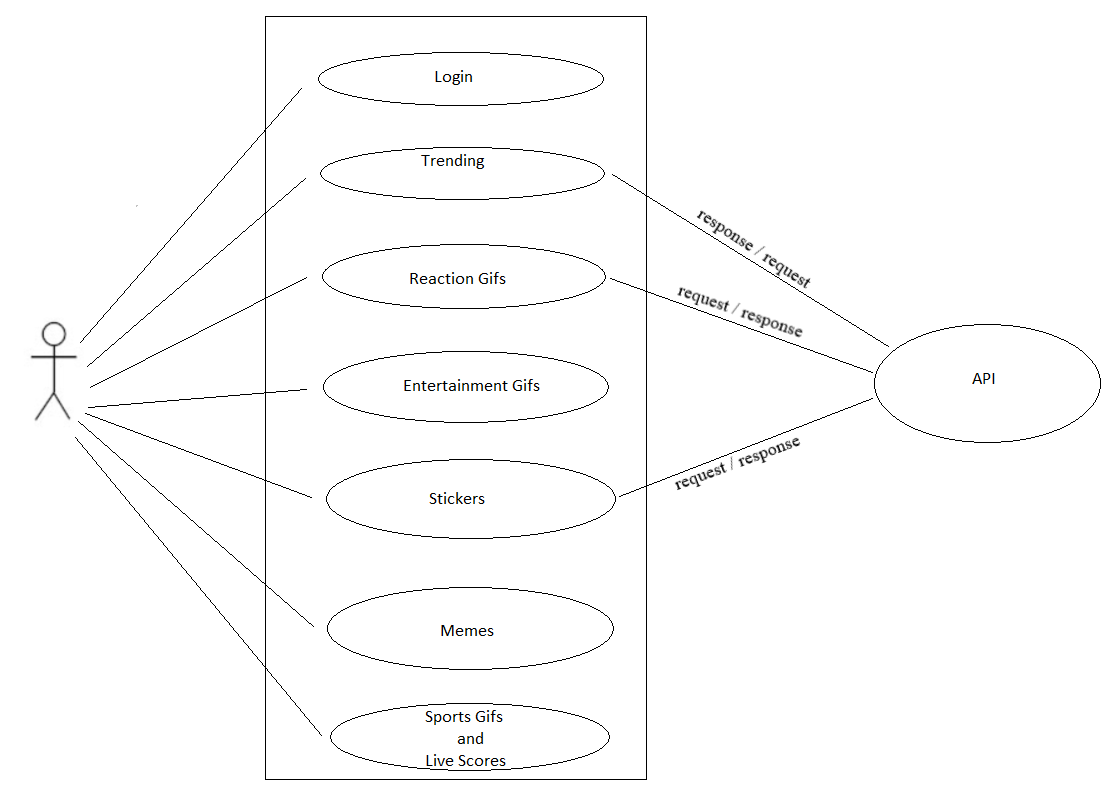 Login
Trending
response / request
Reaction Gifs
request / response
API
Entertainment Gifs
request / response
Stickers
Memes
Sports Gifs
and
Live Scores